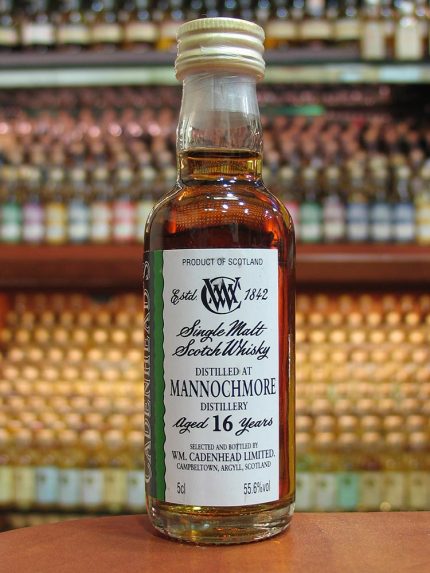 PRODUCT OF SCOTLAND
Estd WC 1842
Single Malt
Scotch Whisky
DISTILLED AT
MANNOCHMORE
DISTILLERY
Aged 16 Years
SELECTED AND BOTTLED BY
WM. CADENHEAD LIMITED,
CAMPBELTOWN, ARGYLL, SCOTLAND
5cl 55.6%vol
CADENHEAD'S